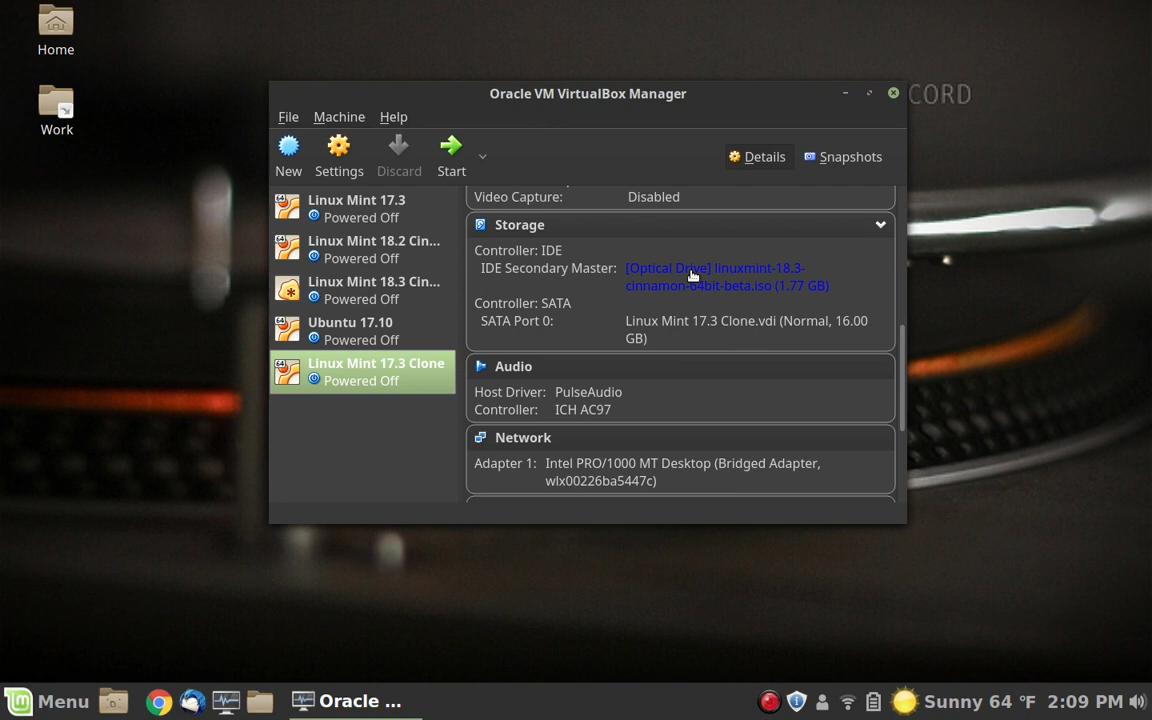 Home
Work
CORD
Oracle VM VirtualBox Manager
File Machine Help
New Settings Discard Start
Details Snapshots
64 Linux Mint 17.3
Powered Off
64 Linux Mint 18.2 Cin...
Powered Off
Linux Mint 18.3 Cin...
Powered Off
64 Ubuntu 17.10
Powered Off
64 Linux Mint 17.3 Clone
Powered Off
Video Capture: Disabled
Storage
Controller: IDE
IDE Secondary Master: [Optical Drive] linuxmint-18.3-
cinnamon-64bit-beta.iso (1.77 GB)
Controller: SATA
SATA Port 0: Linux Mint 17.3 Clone.vdi (Normal, 16.00
GB)
Audio
Host Driver: PulseAudio
Controller: ICH AC97
Network
Adapter 1: Intel PRO/1000 MT Desktop (Bridged Adapter,
wlx00226ba5447c)
Menu Oracle ... Sunny 64 °F 2:09 PM